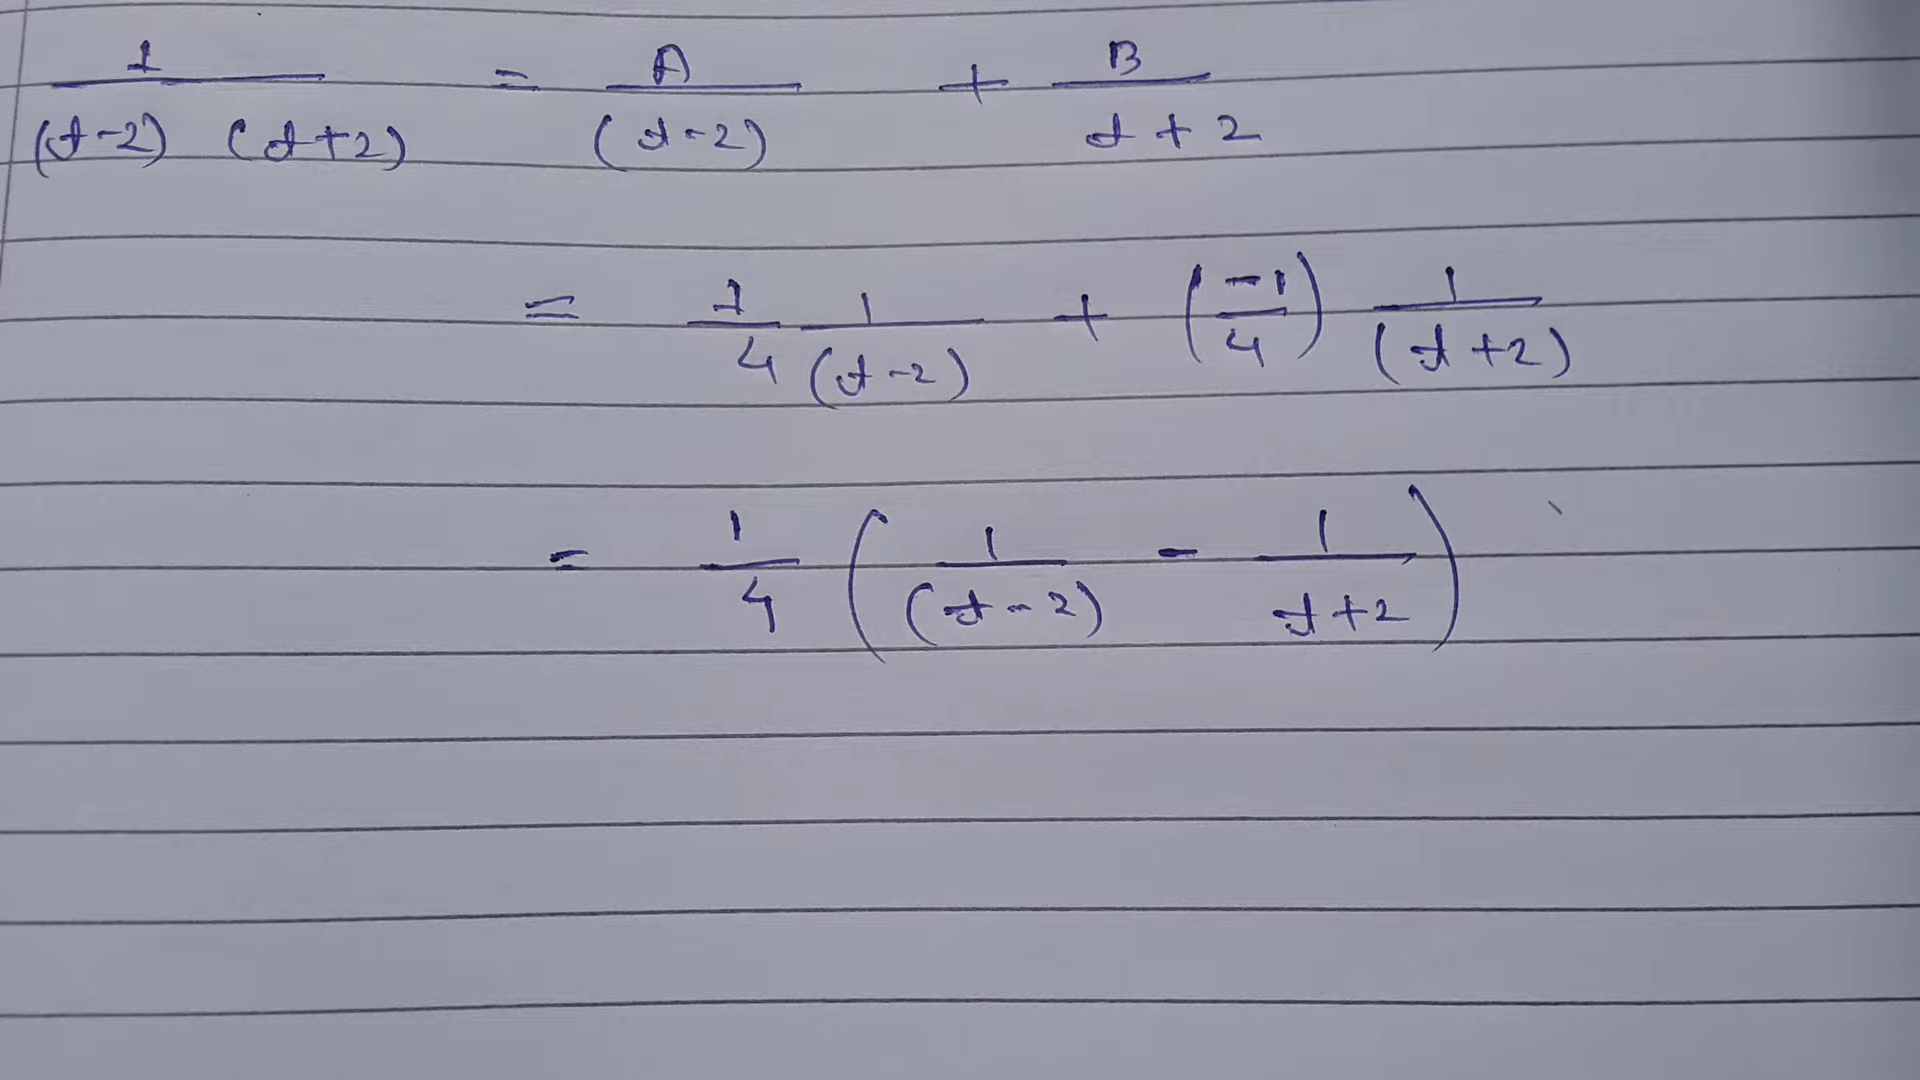 1/((t-2) (t+2)) = A/(t-2) + B/(t+2)
= 1/4 1/(t-2) + (-1/4) 1/(t+2)
= 1/4 (1/(t-2) - 1/(t+2))